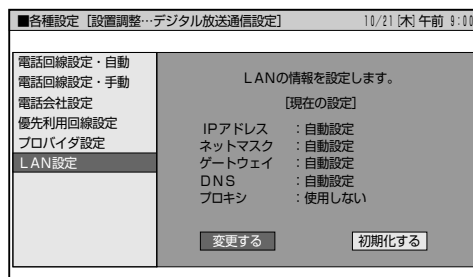 ■各種設定［設置調整…デジタル放送通信設定］ 10/21[木]午前 9:00
電話回線設定・自動
電話回線設定・手動
電話会社設定
優先利用回線設定
プロバイダ設定
ＬＡＮ設定
ＬＡＮの情報を設定します。
［現在の設定］
ＩＰアドレス ：自動設定
ネットマスク ：自動設定
ゲートウェイ ：自動設定
ＤＮＳ ：自動設定
プロキシ ：使用しない
変更する 初期化する